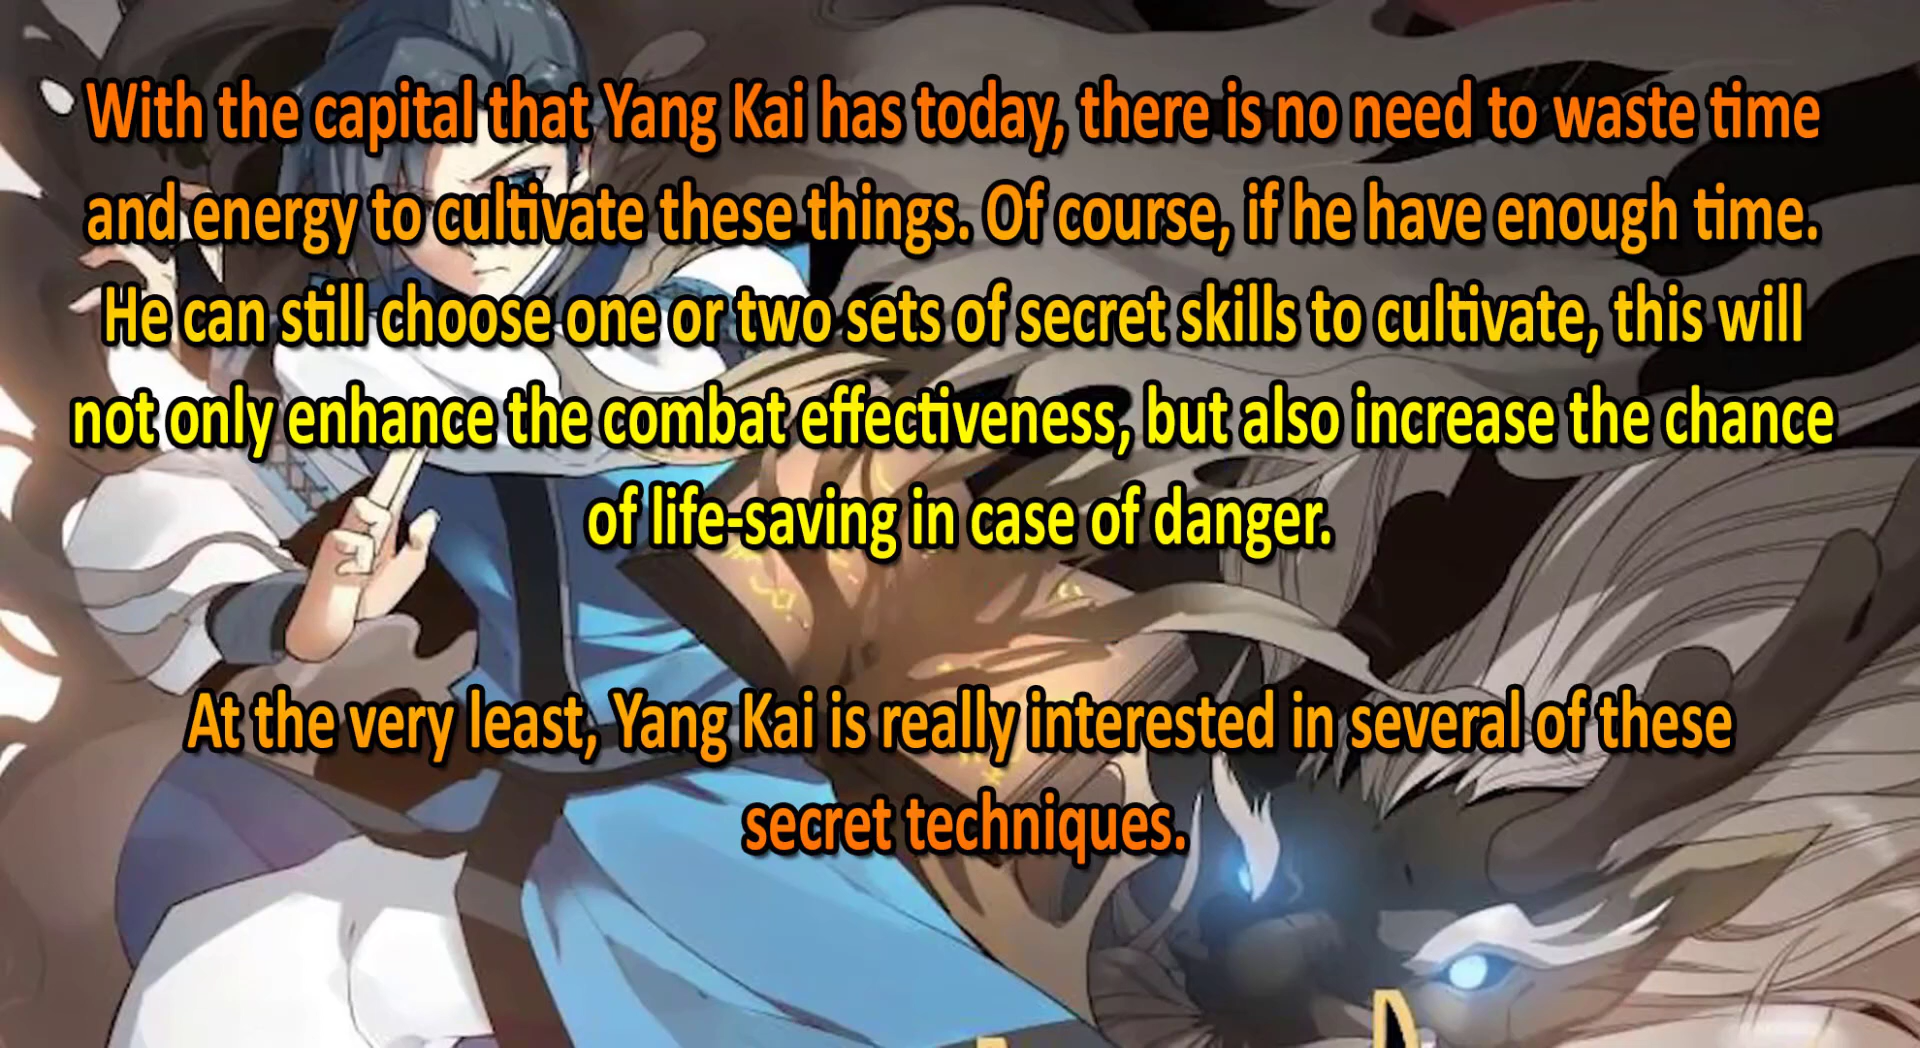 With the capital that Yang Kai has today, there is no need to waste time
and energy to cultivate these things. Of course, if he have enough time.
He can still choose one or two sets of secret skills to cultivate, this will
not only enhance the combat effectiveness, but also increase the chance
of life-saving in case of danger.
At the very least, Yang Kai is really interested in several of these
secret techniques.